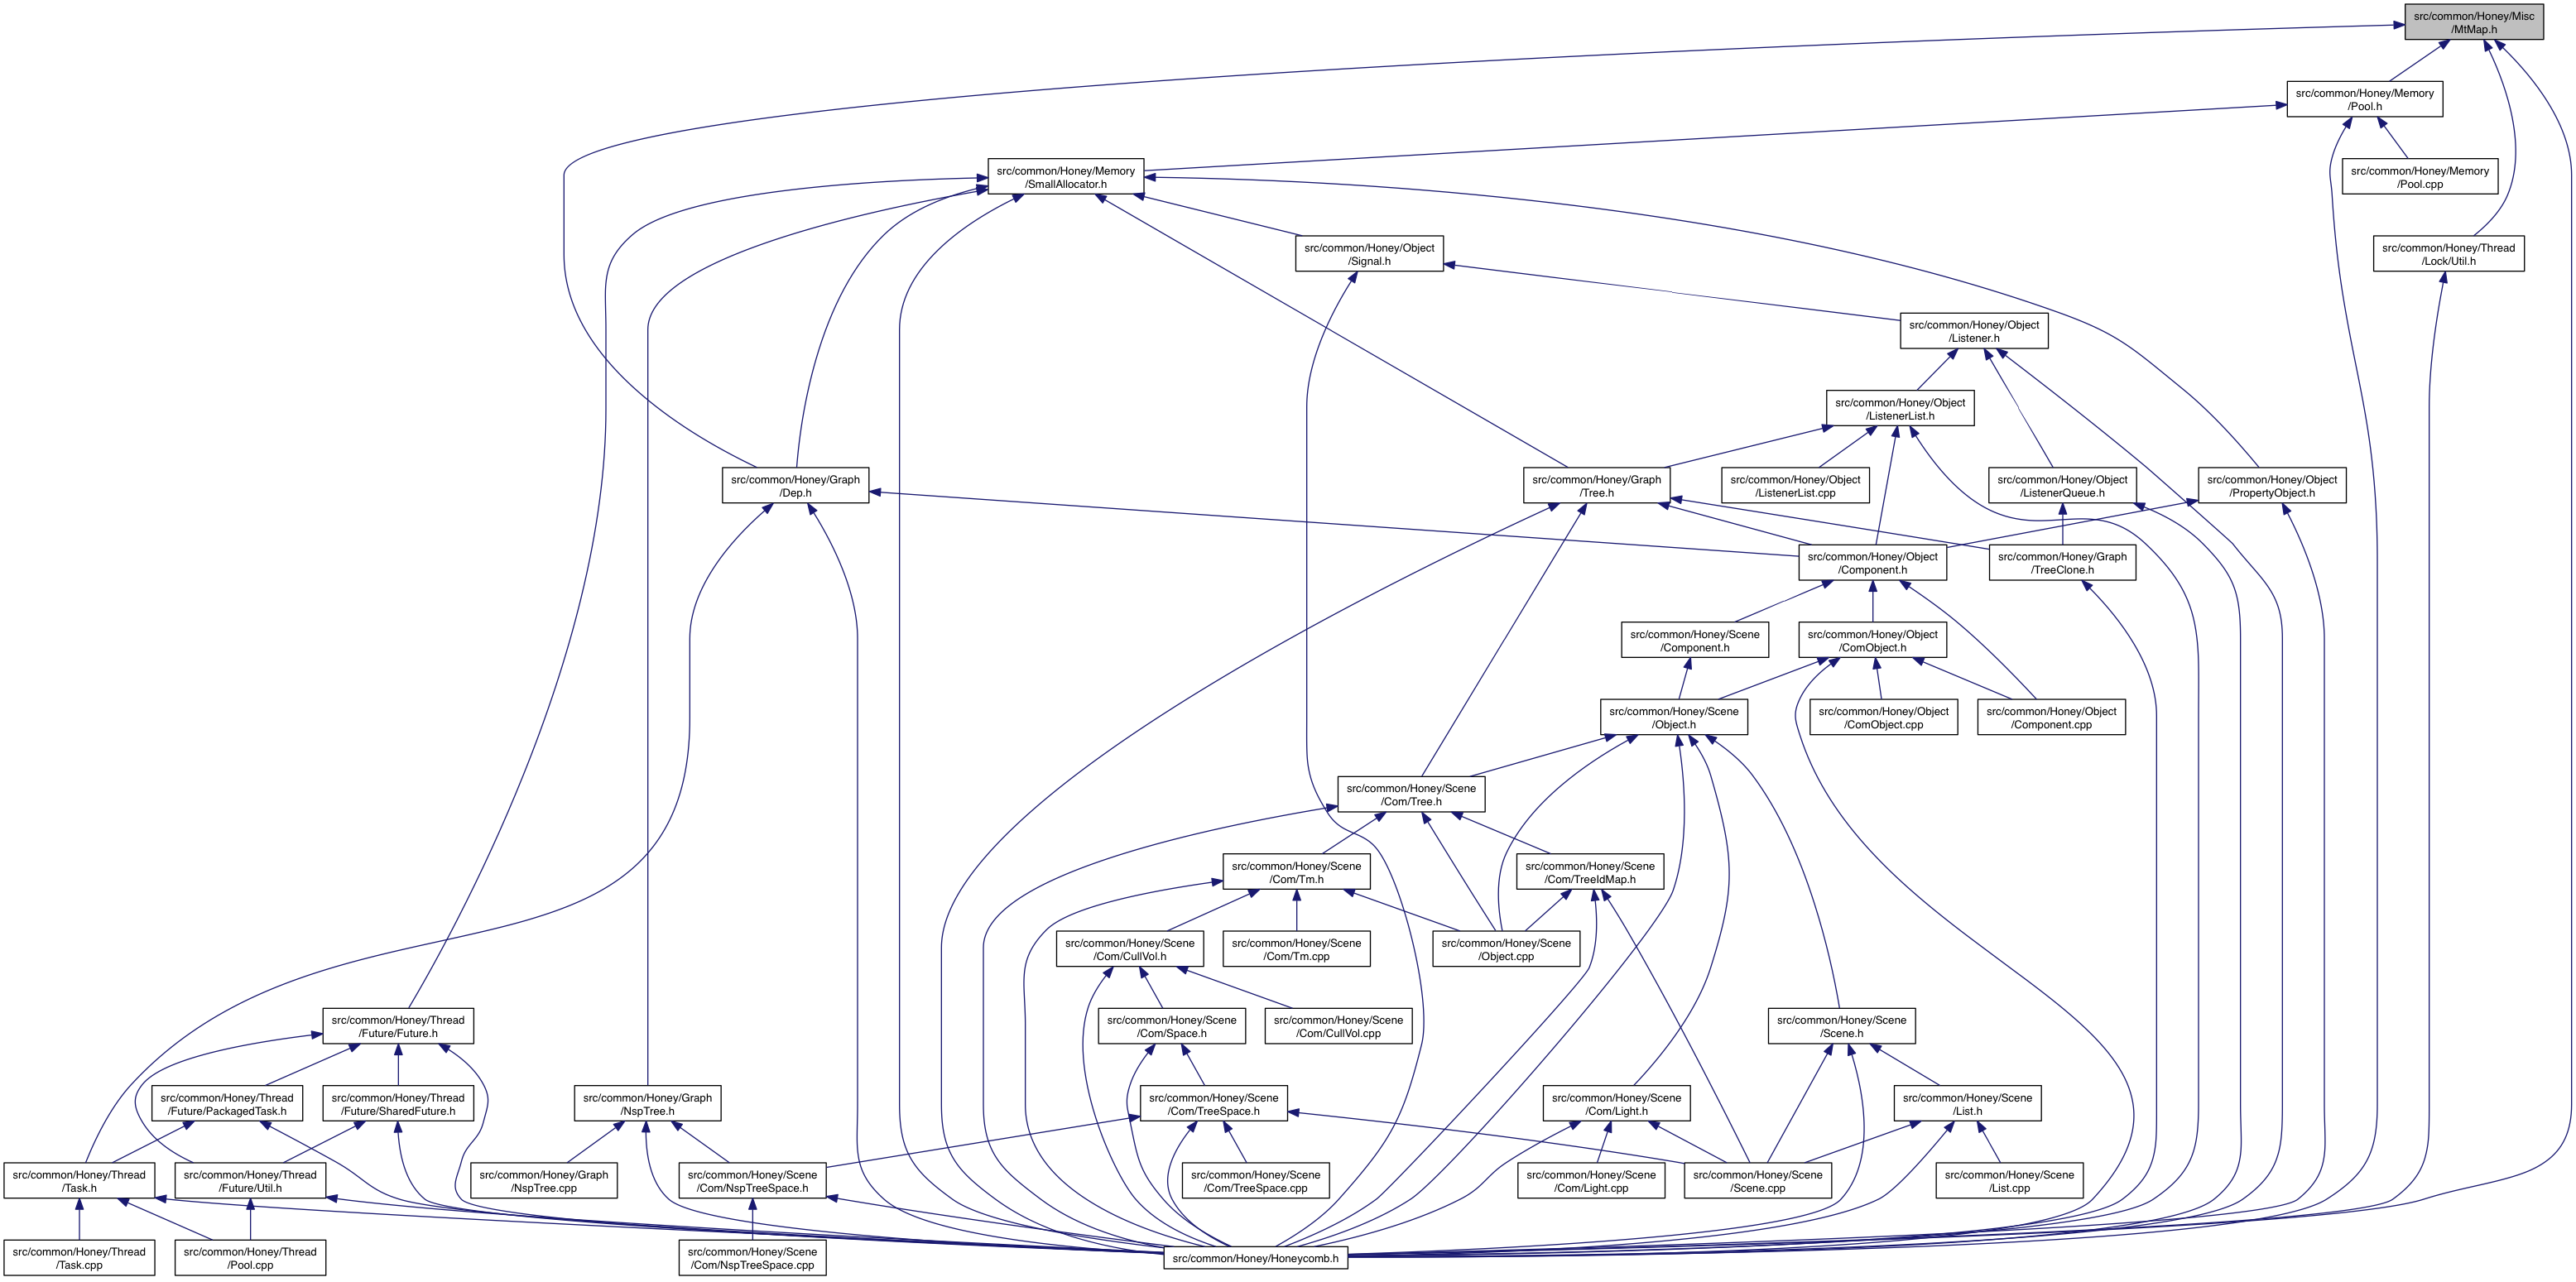 src/common/Honey/Misc
/MtMap.h
src/common/Honey/Memory
/Pool.h
src/common/Honey/Memory
/SmallAllocator.h
src/common/Honey/Memory
/Pool.cpp
src/common/Honey/Object
/Signal.h
src/common/Honey/Thread
/Lock/Util.h
src/common/Honey/Object
/Listener.h
src/common/Honey/Object
/ListenerList.h
src/common/Honey/Graph
/Dep.h
src/common/Honey/Graph
/Tree.h
src/common/Honey/Object
/ListenerList.cpp
src/common/Honey/Object
/ListenerQueue.h
src/common/Honey/Object
/PropertyObject.h
src/common/Honey/Object
/Component.h
src/common/Honey/Graph
/TreeClone.h
src/common/Honey/Scene
/Component.h
src/common/Honey/Object
/ComObject.h
src/common/Honey/Scene
/Object.h
src/common/Honey/Object
/ComObject.cpp
src/common/Honey/Object
/Component.cpp
src/common/Honey/Scene
/Com/Tree.h
src/common/Honey/Scene
/Com/Tm.h
src/common/Honey/Scene
/Com/TreeIdMap.h
src/common/Honey/Scene
/Com/CullVol.h
src/common/Honey/Scene
/Com/Tm.cpp
src/common/Honey/Scene
/Object.cpp
src/common/Honey/Thread
/Future/Future.h
src/common/Honey/Scene
/Com/Space.h
src/common/Honey/Scene
/Com/CullVol.cpp
src/common/Honey/Scene
/Scene.h
src/common/Honey/Thread
/Future/PackagedTask.h
src/common/Honey/Thread
/Future/SharedFuture.h
src/common/Honey/Graph
/NspTree.h
src/common/Honey/Scene
/Com/TreeSpace.h
src/common/Honey/Scene
/Com/Light.h
src/common/Honey/Scene
/List.h
src/common/Honey/Thread
/Task.h
src/common/Honey/Thread
/Future/Util.h
src/common/Honey/Graph
/NspTree.cpp
src/common/Honey/Scene
/Com/NspTreeSpace.h
src/common/Honey/Scene
/Com/TreeSpace.cpp
src/common/Honey/Scene
/Com/Light.cpp
src/common/Honey/Scene
/Scene.cpp
src/common/Honey/Scene
/List.cpp
src/common/Honey/Thread
/Task.cpp
src/common/Honey/Thread
/Pool.cpp
src/common/Honey/Scene
/Com/NspTreeSpace.cpp
src/common/Honey/Honeycomb.h